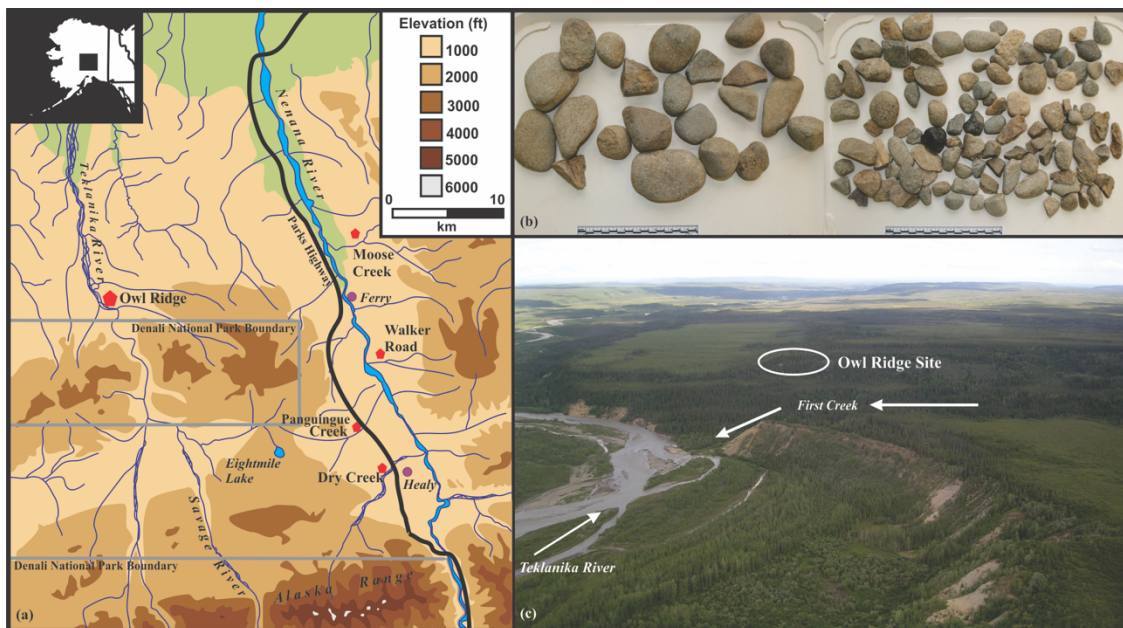 Elevation (ft)
1000
2000
3000
4000
5000
6000
0
10
km
Teklanika River
Nenana River
Parks Highway
Moose
Creek
Owl Ridge
Ferry
Denali National Park Boundary
Walker
Road
Panguingue
Creek
Eightmile
Lake
Dry Creek
Healy
Savage River
Denali National Park Boundary
Alaska Range
(a)
(b)
Owl Ridge Site
First Creek
Teklanika River
(c)